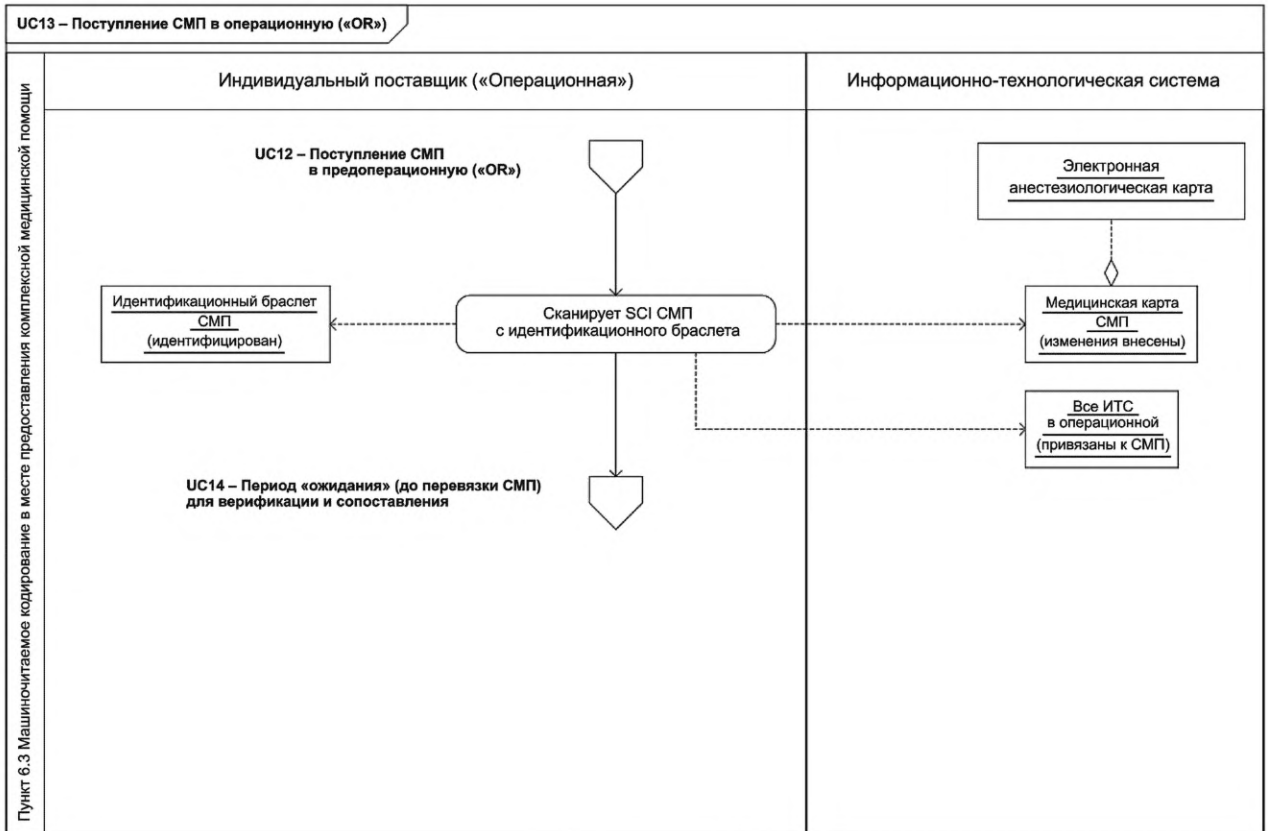 UC13 – Поступление СМП в операционную («OR»)
Пункт 6.3 Машиночитаемое кодирование в месте предоставления комплексной медицинской помощи
Индивидуальный поставщик («Операционная»)
Информационно-технологическая система
UC12 – Поступление СМП
в предоперационную («OR»)
Электронная
анестезиологическая карта
Идентификационный браслет
СМП
(идентифицирован)
Сканирует SCI СМП
с идентификационного браслета
Медицинская карта
СМП
(изменения внесены)
Все ИТС
в операционной
(привязаны к СМП)
UC14 – Период «ожидания» (до перевязки СМП)
для верификации и сопоставления